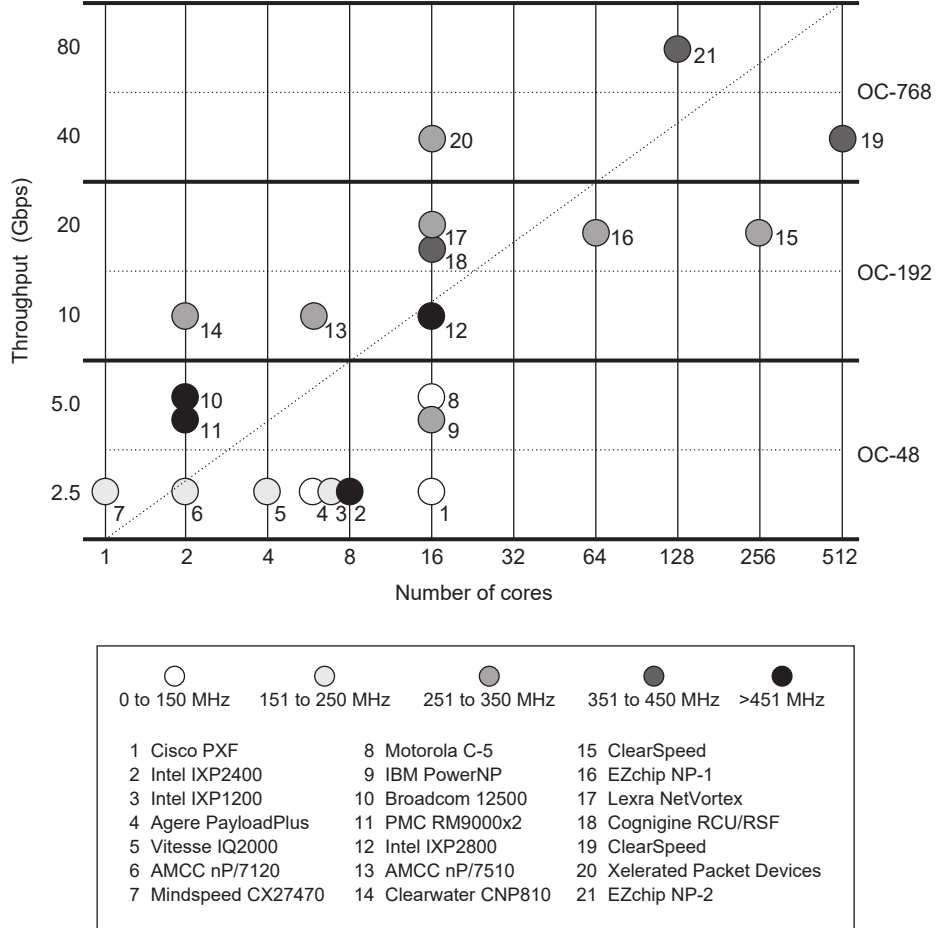 80
21
OC-768
40
20
19
Throughput (Gbps)
20
17
16
15
18
OC-192
10
14
13
12
5.0
10
8
11
9
OC-48
2.5
7
6
5
4
3
2
1
1 2 4 8 16 32 64 128 256 512
Number of cores
0 to 150 MHz 151 to 250 MHz 251 to 350 MHz 351 to 450 MHz >451 MHz
1 Cisco PXF
2 Intel IXP2400
3 Intel IXP1200
4 Agere PayloadPlus
5 Vitesse IQ2000
6 AMCC nP/7120
7 Mindspeed CX27470
8 Motorola C-5
9 IBM PowerNP
10 Broadcom 12500
11 PMC RM9000x2
12 Intel IXP2800
13 AMCC nP/7510
14 Clearwater CNP810
15 ClearSpeed
16 EZchip NP-1
17 Lexra NetVortex
18 Cognigine RCU/RSF
19 ClearSpeed
20 Xelerated Packet Devices
21 EZchip NP-2